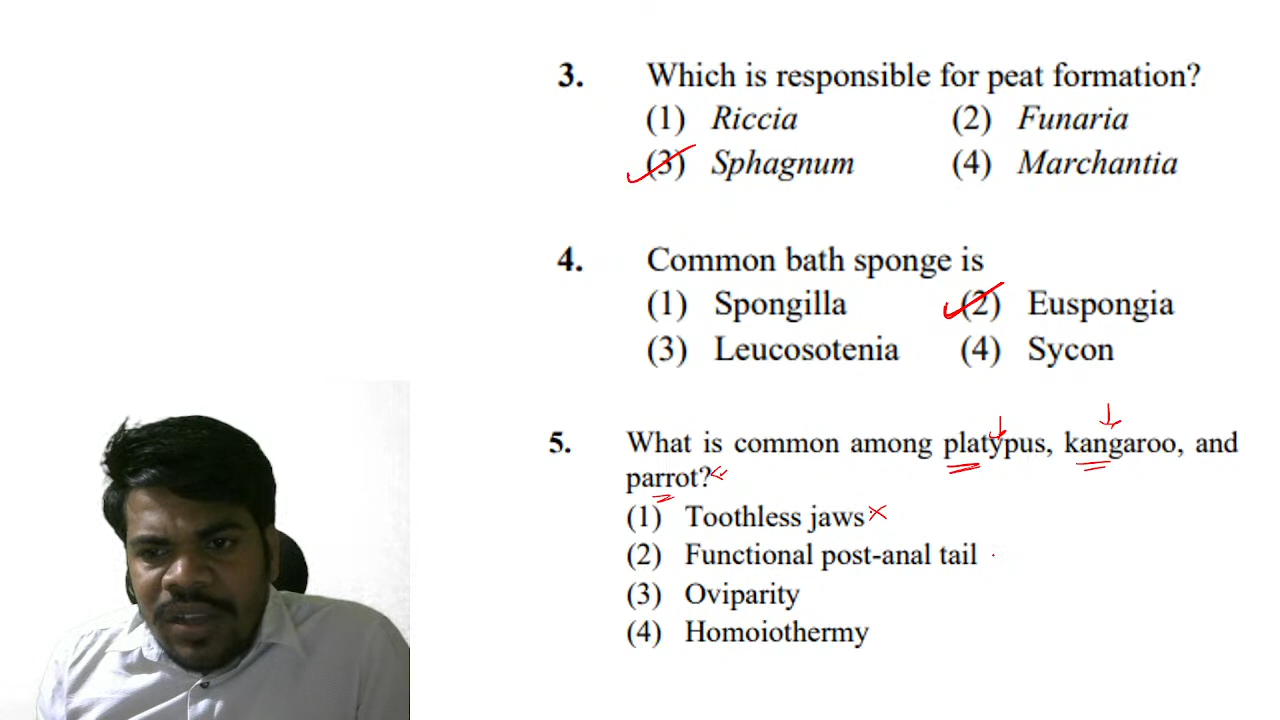 3. Which is responsible for peat formation?
(1) Riccia (2) Funaria
(3) Sphagnum (4) Marchantia
4. Common bath sponge is
(1) Spongilla (2) Euspongia
(3) Leucosotenia (4) Sycon
5. What is common among platypus, kangaroo, and
parrot?
(1) Toothless jaws
(2) Functional post-anal tail
(3) Oviparity
(4) Homoiothermy